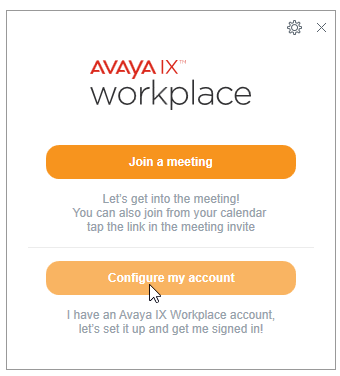 AVAYA IX™
workplace
Join a meeting
Let's get into the meeting!
You can also join from your calendar
tap the link in the meeting invite
Configure my account
I have an Avaya IX Workplace account,
let's set it up and get me signed in!